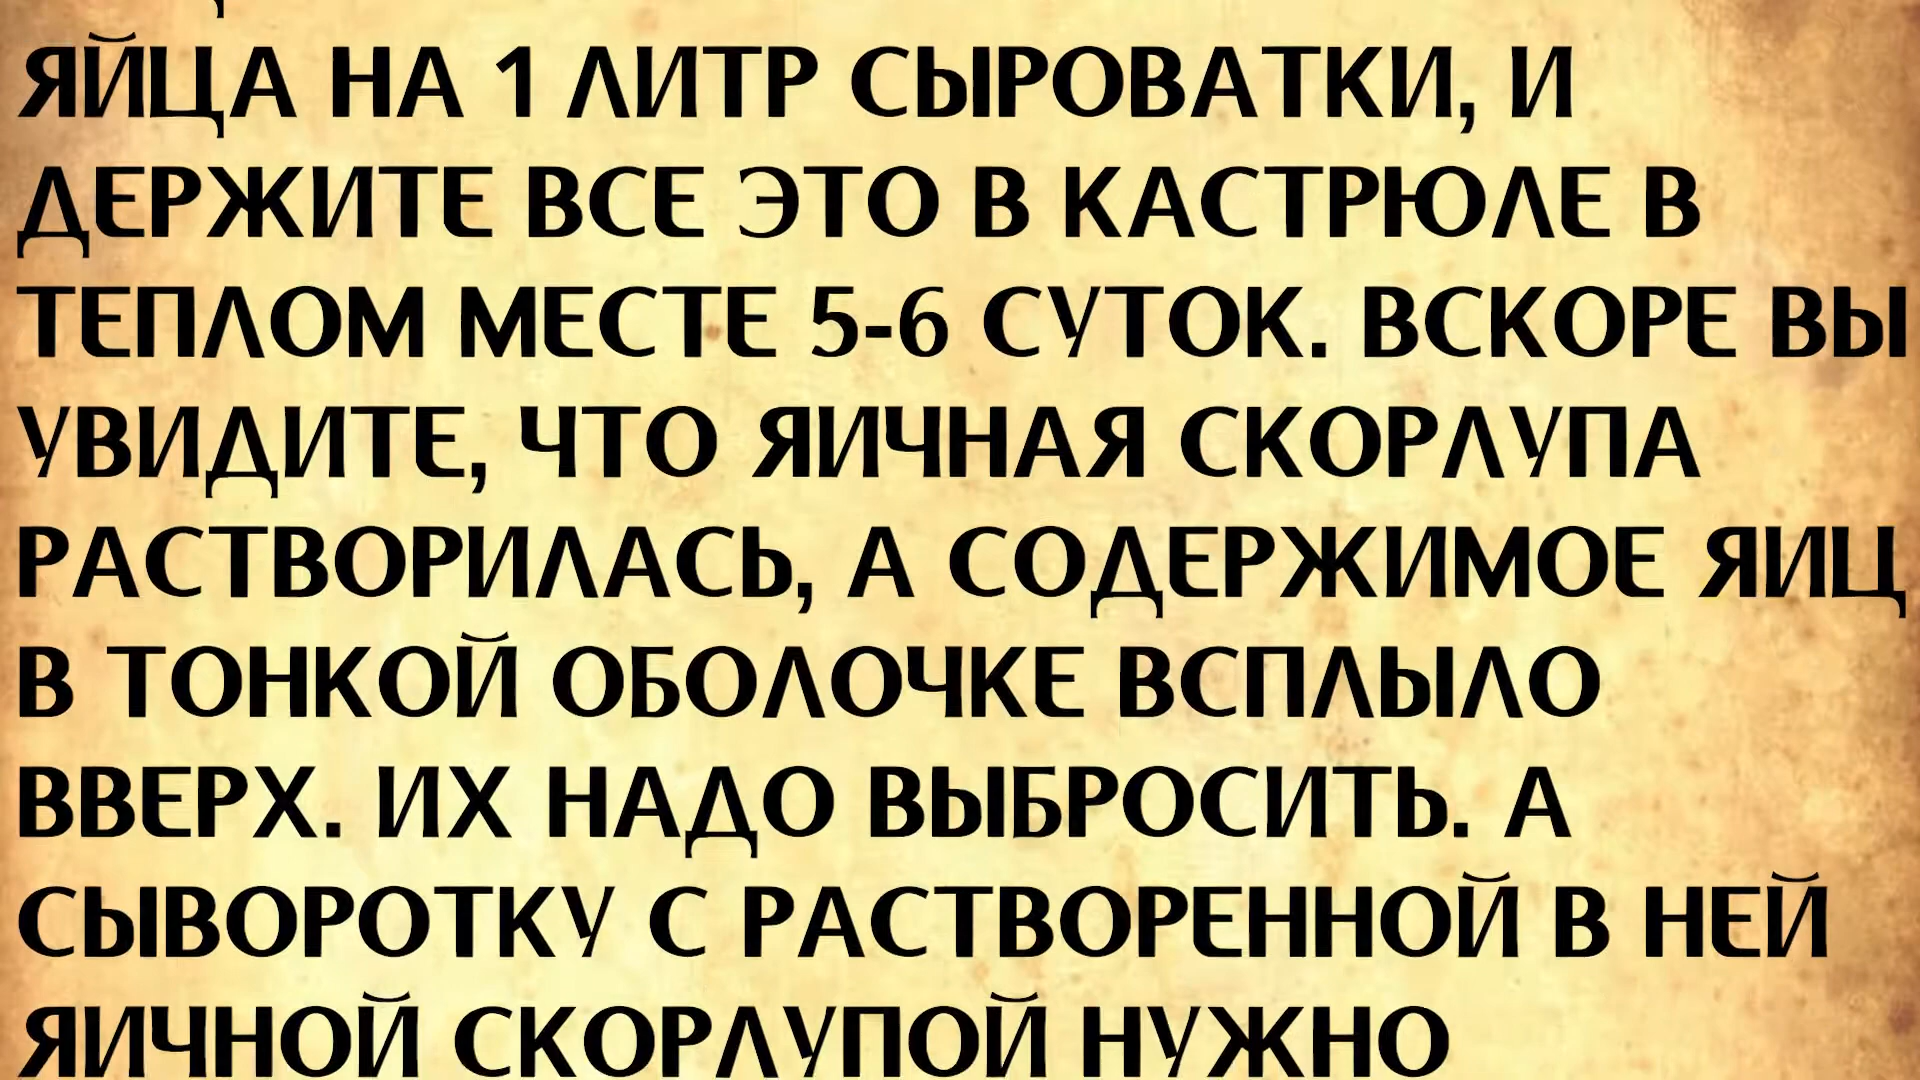 ЯЙЦА НА 1 ЛИТР СЫРОВАТКИ, И
ДЕРЖИТЕ ВСЕ ЭТО В КАСТРЮЛЕ В
ТЕПЛОМ МЕСТЕ 5-6 СУТОК. ВСКОРЕ ВЫ
УВИДИТЕ, ЧТО ЯИЧНАЯ СКОРЛУПА
РАСТВОРИЛАСЬ, А СОДЕРЖИМОЕ ЯИЦ
В ТОНКОЙ ОБОЛОЧКЕ ВСПЛЫЛО
ВВЕРХ. ИХ НАДО ВЫБРОСИТЬ. А
СЫВОРОТКУ С РАСТВОРЕННОЙ В НЕЙ
ЯИЧНОЙ СКОРЛУПОЙ НУЖНО